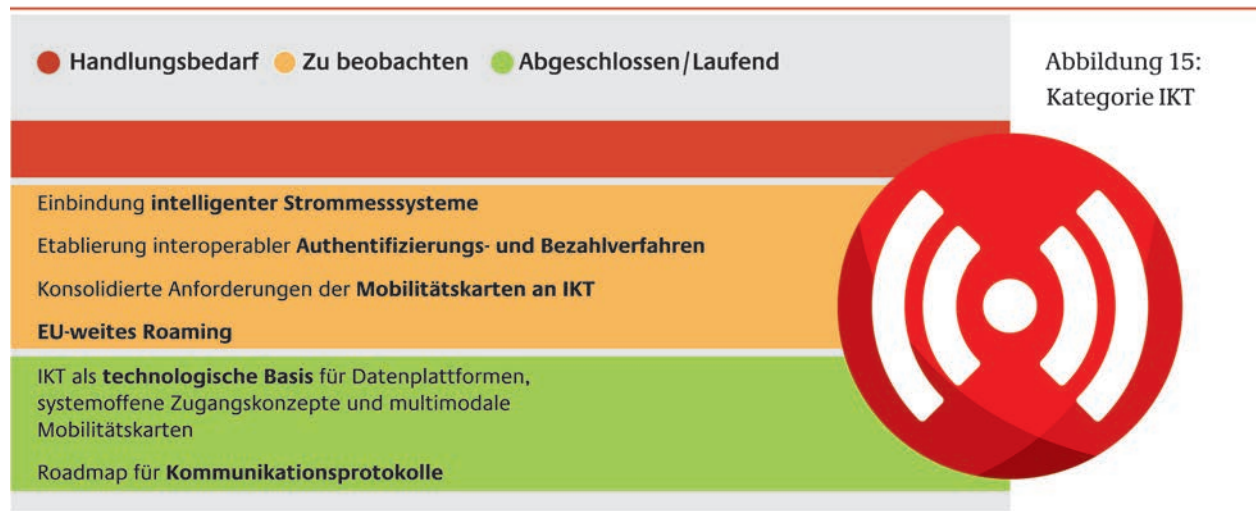 Handlungsbedarf Zu beobachten Abgeschlossen/Laufend
Abbildung 15:
Kategorie IKT
Einbindung intelligenter Strommesssysteme
Etablierung interoperabler Authentifizierungs- und Bezahlverfahren
Konsolidierte Anforderungen der Mobilitätskarten an IKT
EU-weites Roaming
IKT als technologische Basis für Datenplattformen,
systemoffene Zugangskonzepte und multimodale
Mobilitätskarten
Roadmap für Kommunikationsprotokolle